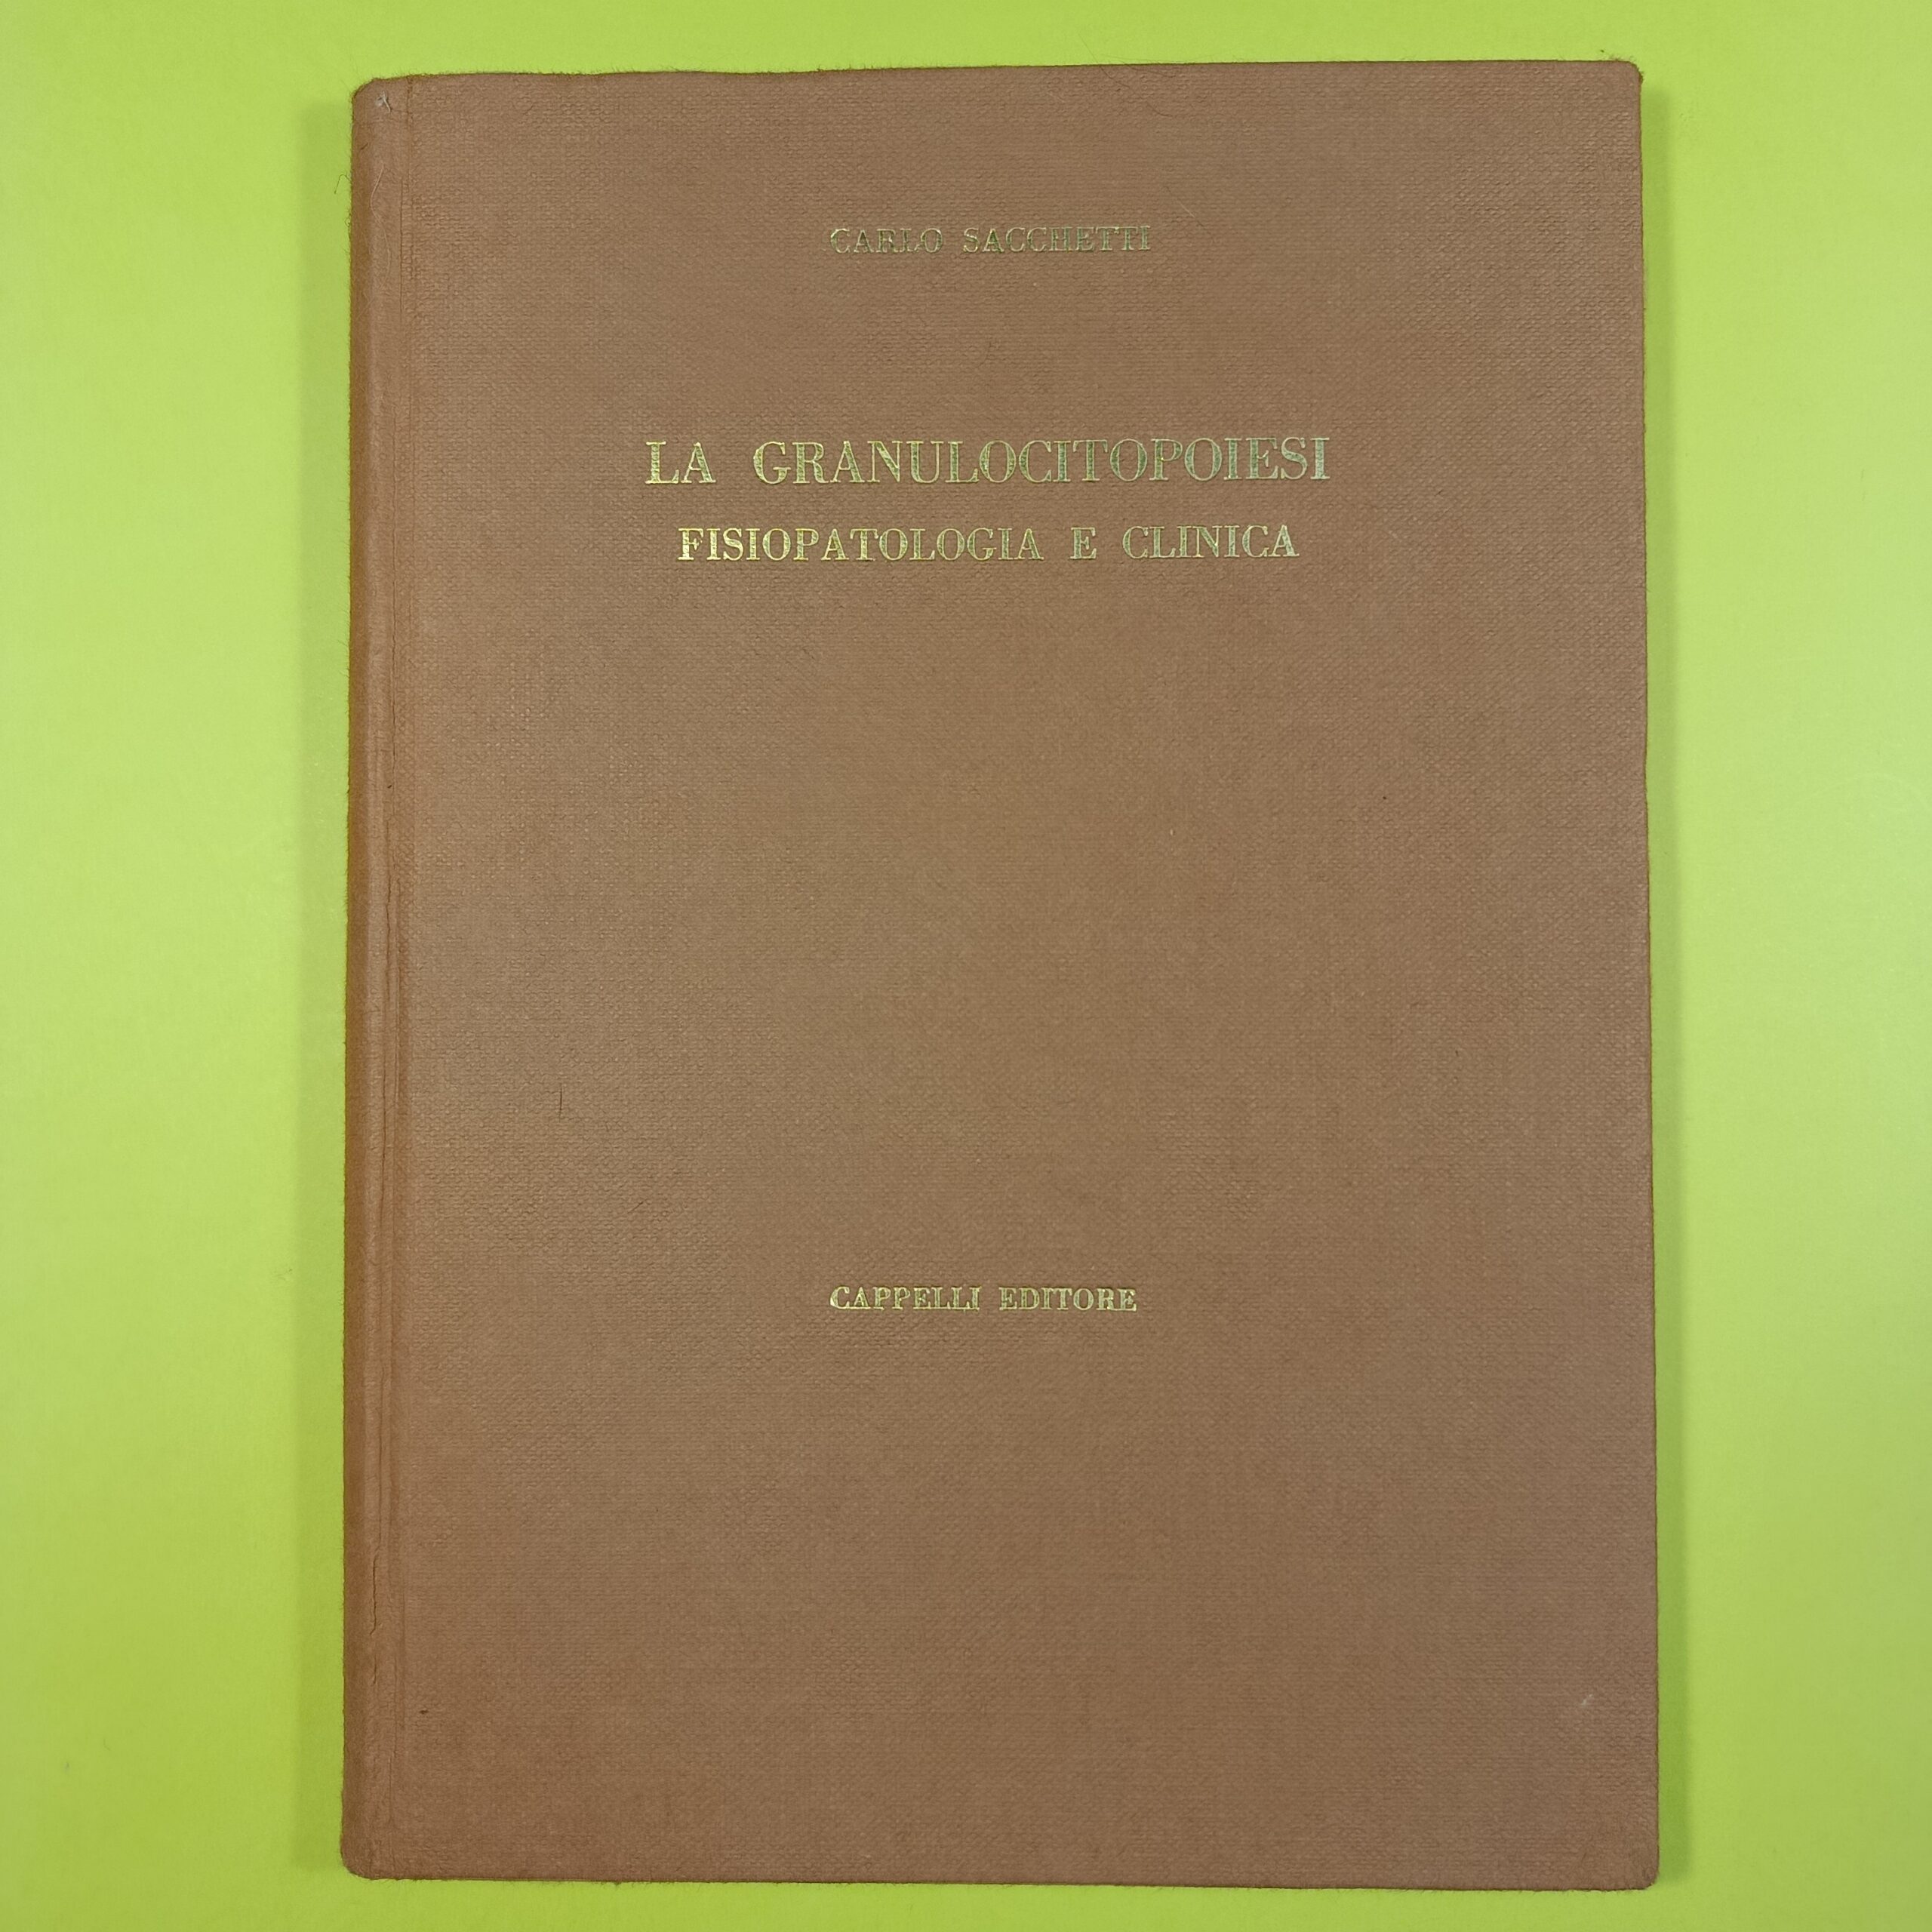 CARLO SACCHETTI
LA GRANULOCITOPOIESI
FISIOPATOLOGIA E CLINICA
CAPPELLI EDITORE